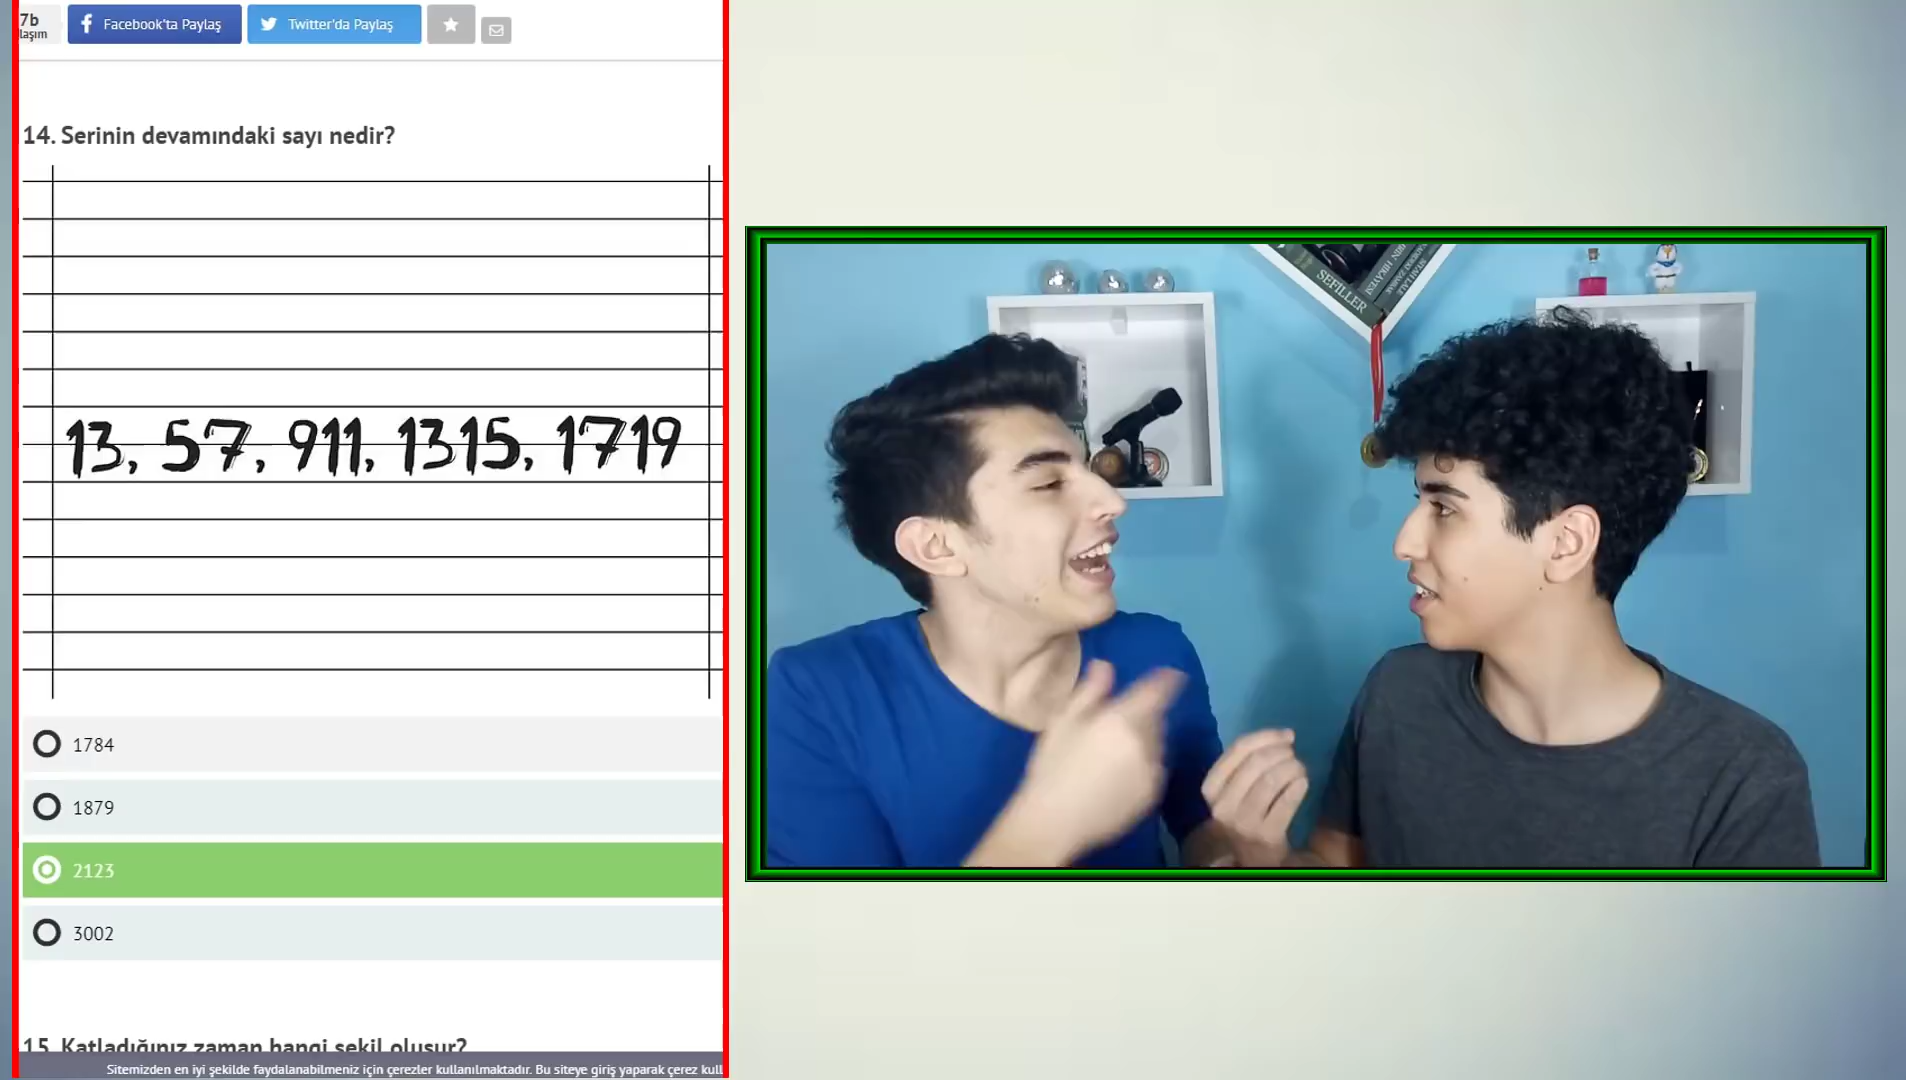 7b
laşım
Facebook'ta Paylaş
Twitter'da Paylaş
14. Serinin devamındaki sayı nedir?
13, 57, 911, 1315, 1719
1784
1879
2123
3002
15. Katladığınız zaman hangi şekil oluşur?
Sitemizden en iyi şekilde faydalanabilmeniz için çerezler kullanılmaktadır. Bu siteye giriş yaparak çerez kull
SEFİLLER